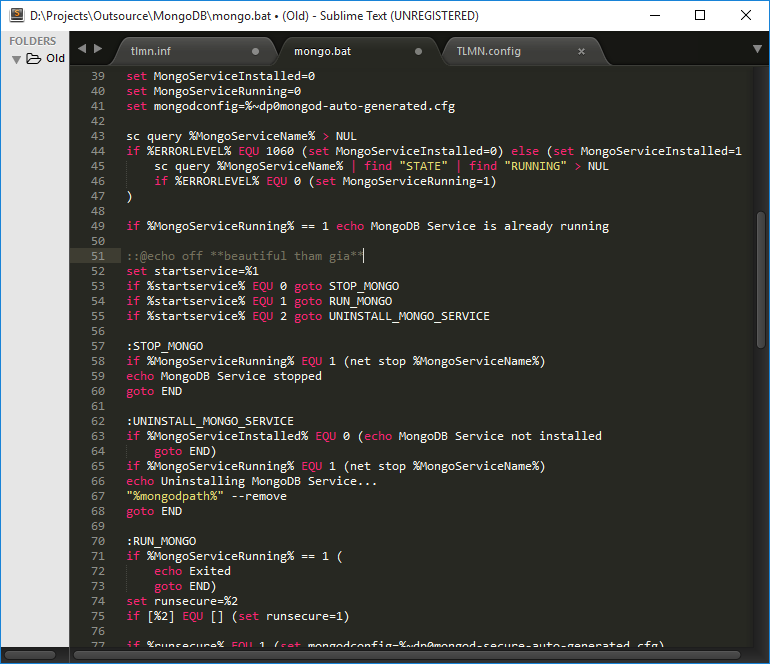 D:\Projects\Outsource\MongoDB\mongo.bat • (Old) - Sublime Text (UNREGISTERED)
FOLDERS
Old
tlmn.inf
mongo.bat
TLMN.config
39 set MongoServiceInstalled=0
40 set MongoServiceRunning=0
41 set mongodconfig=%~dp0mongod-auto-generated.cfg
42
43 sc query %MongoServiceName% > NUL
44 if %ERRORLEVEL% EQU 1060 (set MongoServiceInstalled=0) else (set MongoServiceInstalled=1
45     sc query %MongoServiceName% | find "STATE" | find "RUNNING" > NUL
46     if %ERRORLEVEL% EQU 0 (set MongoServiceRunning=1)
47 )
48
49 if %MongoServiceRunning% == 1 echo MongoDB Service is already running
50
51 ::@echo off **beautiful tham gia**
52 set startservice=%1
53 if %startservice% EQU 0 goto STOP_MONGO
54 if %startservice% EQU 1 goto RUN_MONGO
55 if %startservice% EQU 2 goto UNINSTALL_MONGO_SERVICE
56
57 :STOP_MONGO
58 if %MongoServiceRunning% EQU 1 (net stop %MongoServiceName%)
59 echo MongoDB Service stopped
60 goto END
61
62 :UNINSTALL_MONGO_SERVICE
63 if %MongoServiceInstalled% EQU 0 (echo MongoDB Service not installed
64     goto END)
65 if %MongoServiceRunning% EQU 1 (net stop %MongoServiceName%)
66 echo Uninstalling MongoDB Service...
67 "%mongodpath%" --remove
68 goto END
69
70 :RUN_MONGO
71 if %MongoServiceRunning% == 1 (
72     echo Exited
73     goto END)
74 set runsecure=%2
75 if [%2] EQU [] (set runsecure=1)
76
77 if %runsecure% EQU 1 (set mongodconfig=%~dp0mongod-secure-auto-generated.cfg)